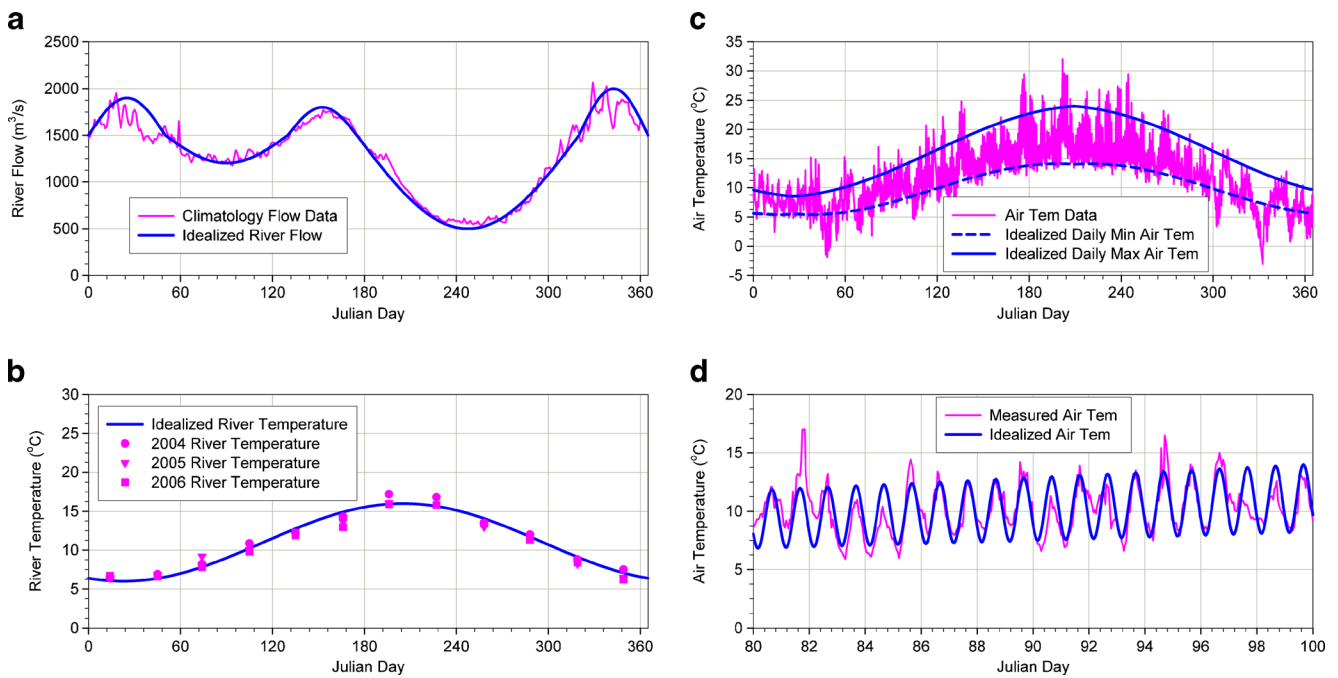 a
2500
2000
1500
1000
500
0
River Flow (m³/s)
Climatology Flow Data
Idealized River Flow
0 60 120 180 240 300 360
Julian Day
c
35
30
25
20
15
10
5
0
-5
Air Temperature (°C)
Air Tem Data
Idealized Daily Min Air Tem
Idealized Daily Max Air Tem
0 60 120 180 240 300 360
Julian Day
b
30
25
20
15
10
5
0
River Temperature (°C)
Idealized River Temperature
2004 River Temperature
2005 River Temperature
2006 River Temperature
0 60 120 180 240 300 360
Julian Day
d
20
15
10
5
0
Air Temperature (°C)
Measured Air Tem
Idealized Air Tem
80 82 84 86 88 90 92 94 96 98 100
Julian Day